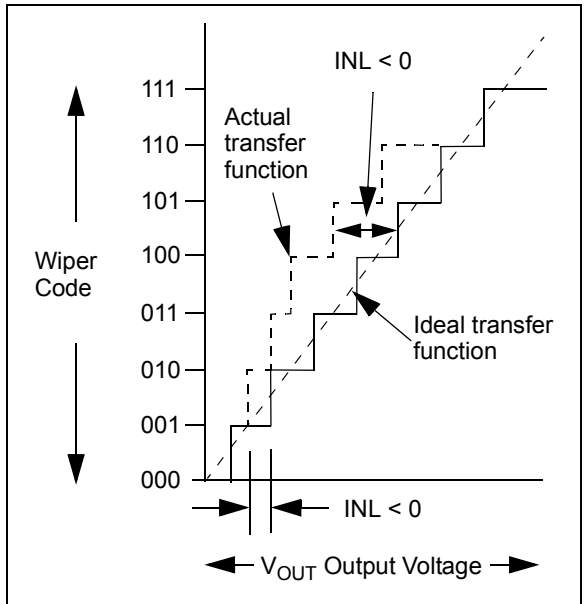 INL < 0
111
Actual
transfer
function
110
101
100
Wiper
Code
011
Ideal transfer
function
010
001
000
INL < 0
VOUT Output Voltage